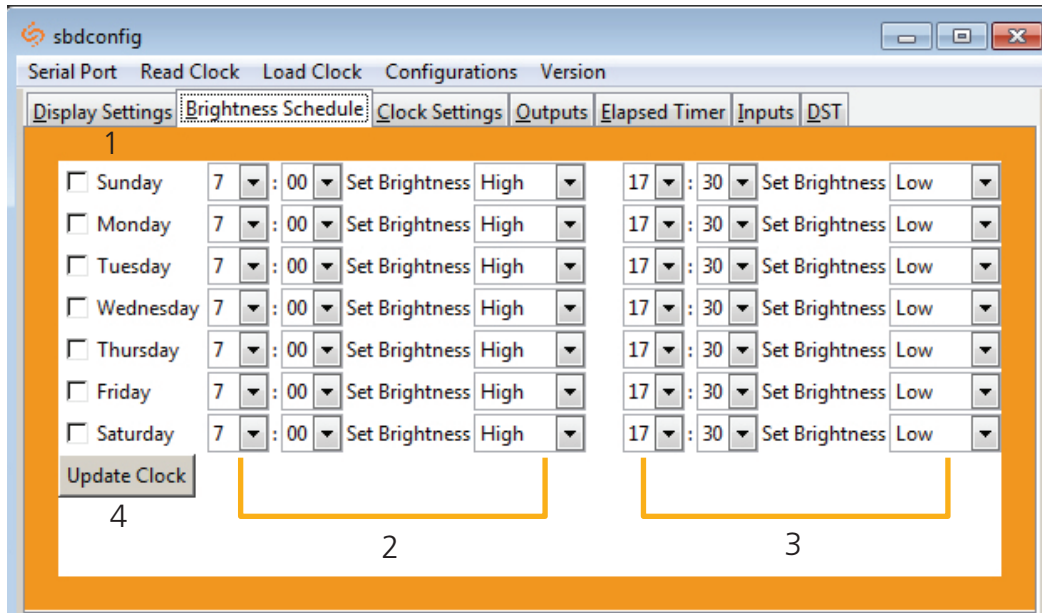 sbdconfig
Serial Port Read Clock Load Clock Configurations Version
Display Settings Brightness Schedule Clock Settings Outputs Elapsed Timer Inputs DST
1
Sunday 7 : 00 Set Brightness High 17 : 30 Set Brightness Low
Monday 7 : 00 Set Brightness High 17 : 30 Set Brightness Low
Tuesday 7 : 00 Set Brightness High 17 : 30 Set Brightness Low
Wednesday 7 : 00 Set Brightness High 17 : 30 Set Brightness Low
Thursday 7 : 00 Set Brightness High 17 : 30 Set Brightness Low
Friday 7 : 00 Set Brightness High 17 : 30 Set Brightness Low
Saturday 7 : 00 Set Brightness High 17 : 30 Set Brightness Low
Update Clock
4
2 3